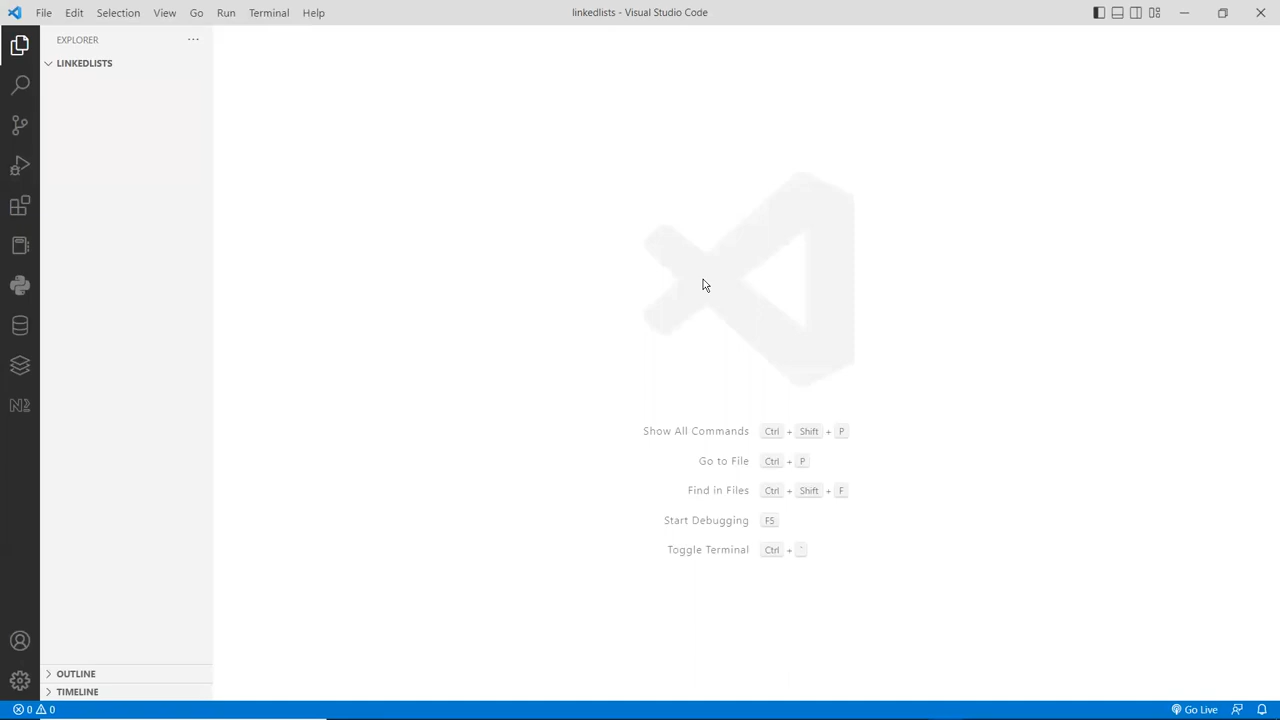 File Edit Selection View Go Run Terminal Help
linkedlists - Visual Studio Code
EXPLORER
LINKEDLISTS
Show All Commands Ctrl + Shift + P
Go to File Ctrl + P
Find in Files Ctrl + Shift + F
Start Debugging F5
Toggle Terminal Ctrl + `
OUTLINE
TIMELINE
0 0
Go Live